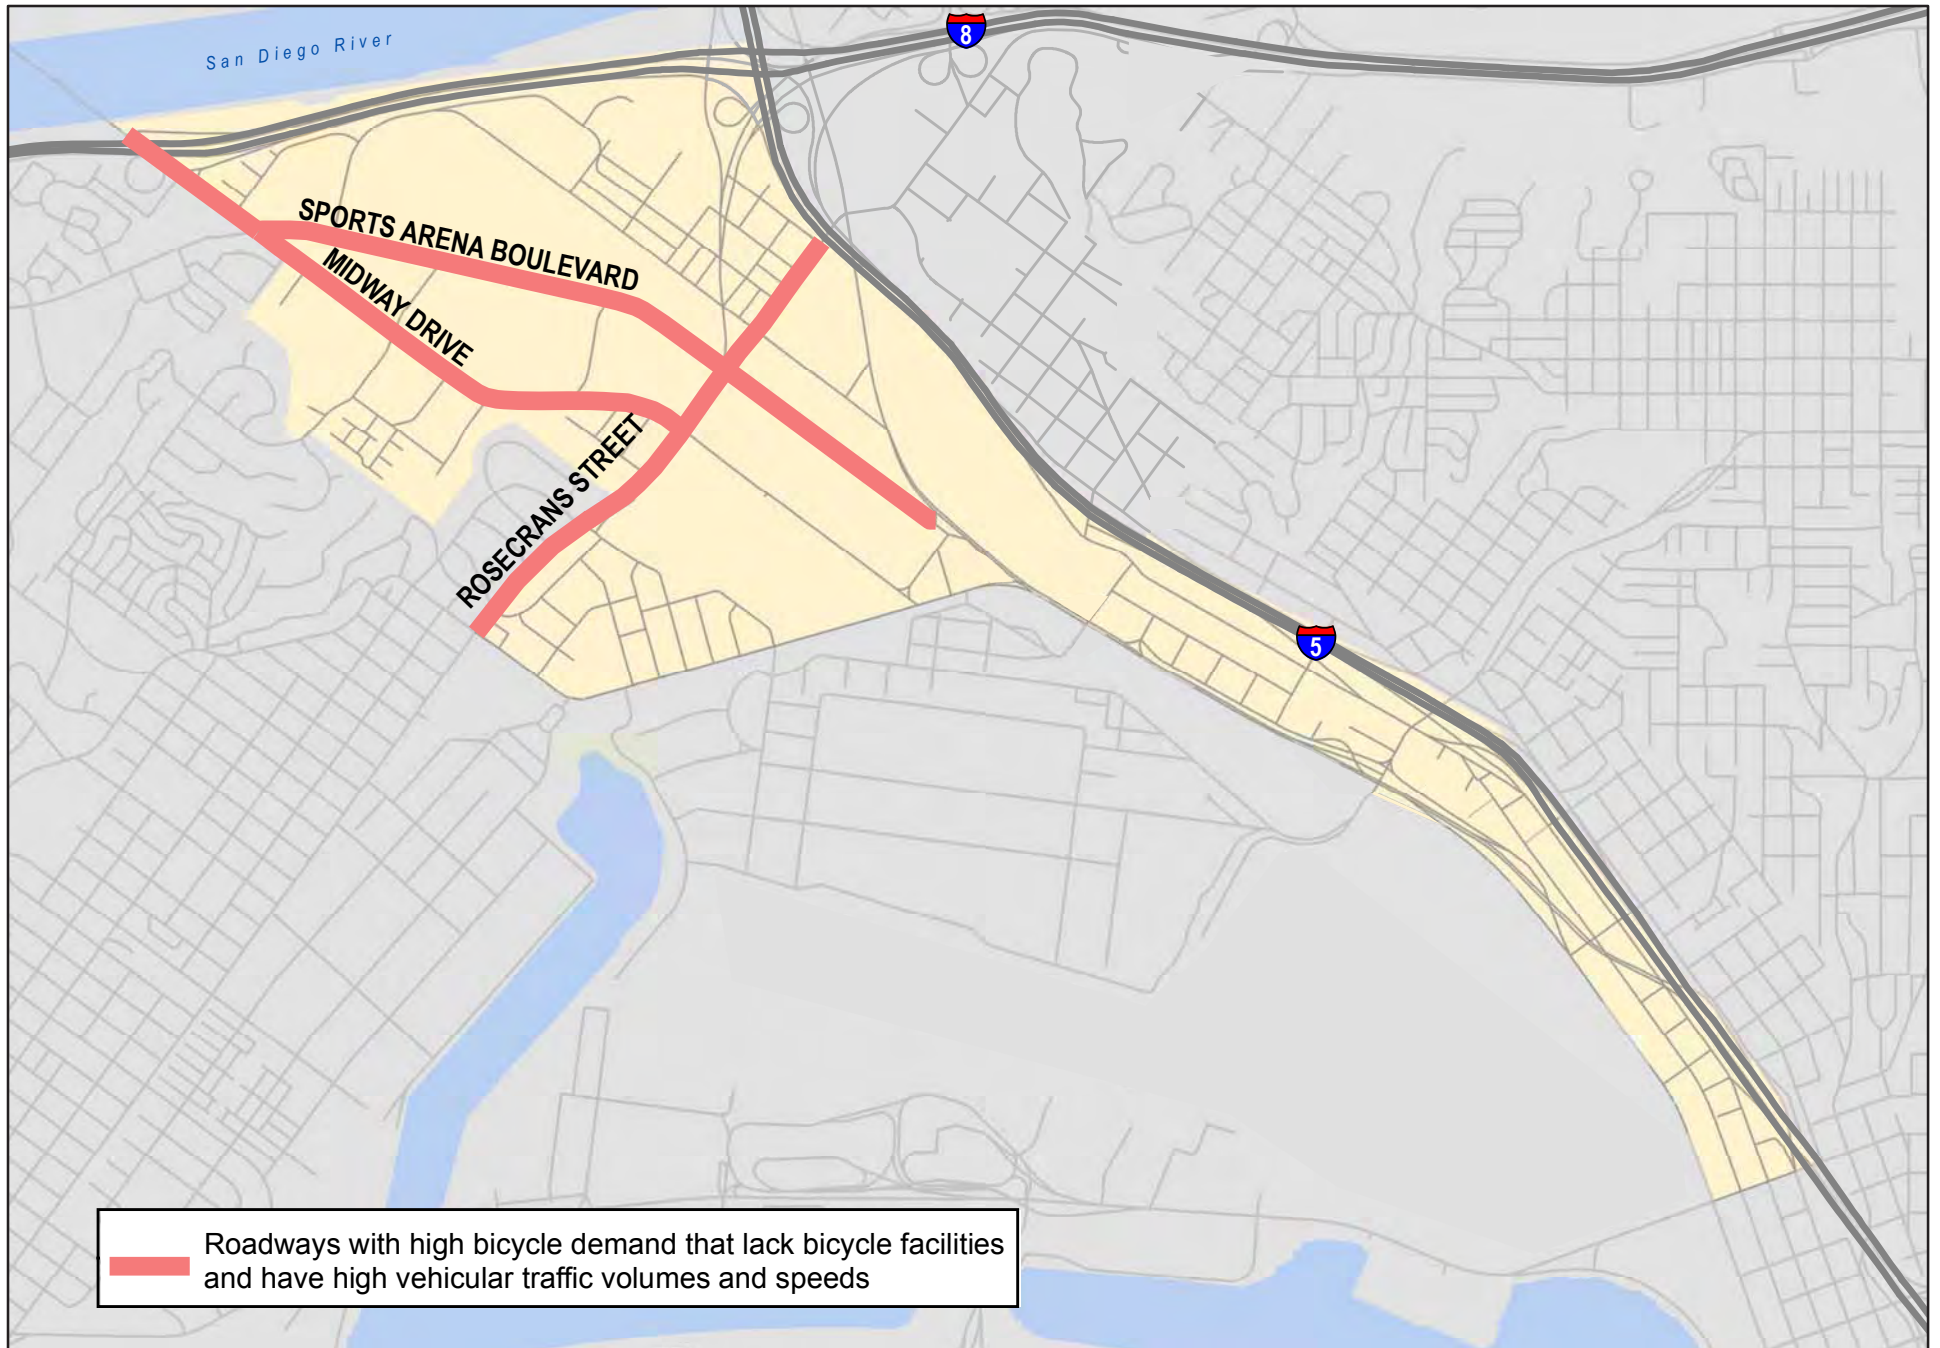 San Diego River
8
SPORTS ARENA BOULEVARD
MIDWAY DRIVE
ROSECRANS STREET
5
Roadways with high bicycle demand that lack bicycle facilities
and have high vehicular traffic volumes and speeds